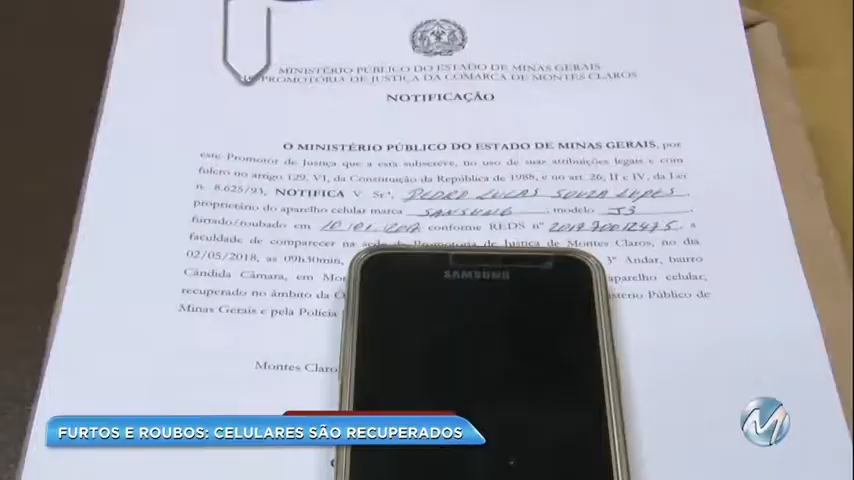 MINISTÉRIO PÚBLICO DO ESTADO DE MINAS GERAIS
PROMOTORIA DE JUSTIÇA DA COMARCA DE MONTES CLAROS
NOTIFICAÇÃO
O MINISTÉRIO PÚBLICO DO ESTADO DE MINAS GERAIS, por
este Promotor de Justiça que a esta subscreve, no uso de suas atribuições legais e com
fulcro no artigo 129, VI, da Constituição da República de 1988, e no art. 26, II e IV, da Lei
n. 8.625/93, NOTIFICA V. Srª, PEDRO LUCAS SOUZA LOPES,
proprietário do aparelho celular marca SANSUNG, modelo J3,
furtado/roubado em 10/01/2017 conforme REDS nº 201770012475, a
faculdade de comparecer na sede da Promotoria de Justiça de Montes Claros, no dia
02/05/2018, às 09h30min, 3º Andar, bairro
Cândida Câmara, em Mon aparelho celular,
recuperado no âmbito da O Ministério Público de
Minas Gerais e pela Polícia
Montes Claro
SAMSUNG
FURTOS E ROUBOS: CELULARES SÃO RECUPERADOS
M